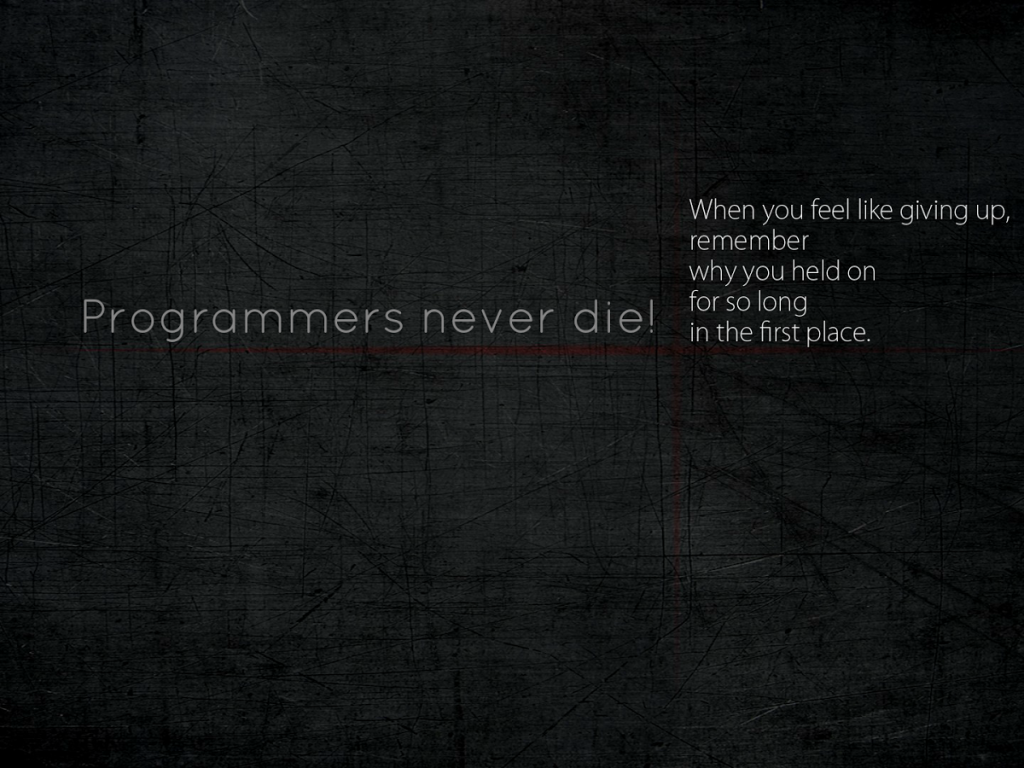 Programmers never die!
When you feel like giving up,
remember
why you held on
for so long
in the first place.